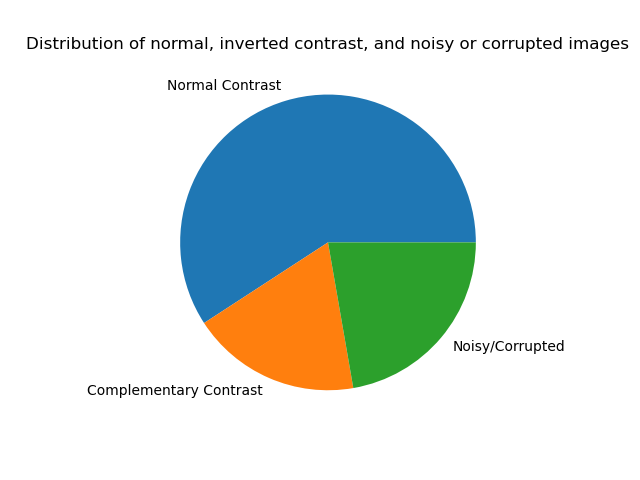 Distribution of normal, inverted contrast, and noisy or corrupted images
Normal Contrast
Noisy/Corrupted
Complementary Contrast